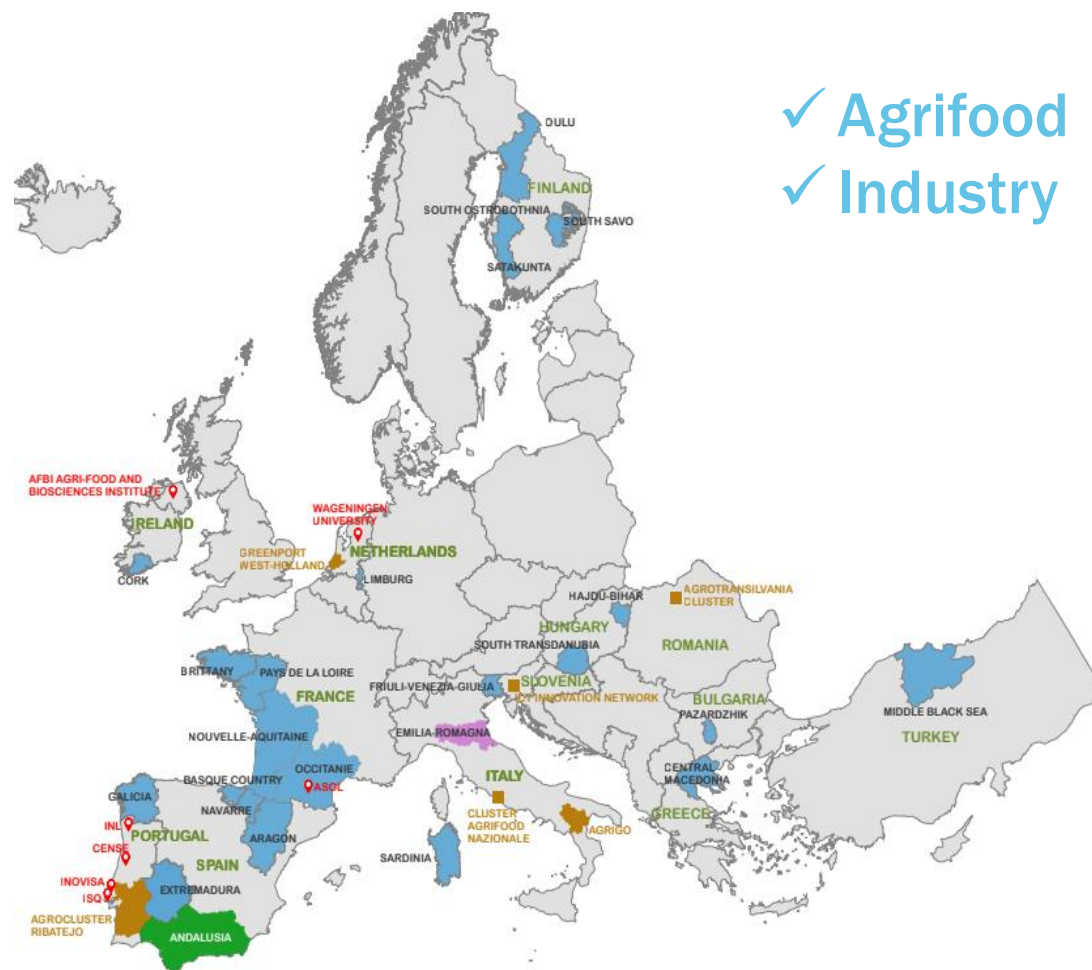 ✓ Agrifood
✓ Industry
OULU
FINLAND
SOUTH OSTROBOTHNIA
SOUTH SAVO
SATAKUNTA
AFBI AGRI-FOOD AND
BIOSCIENCES INSTITUTE
IRELAND
CORK
WAGENINGEN
UNIVERSITY
NETHERLANDS
GREENPORT
WEST-HOLLAND
LIMBURG
AGROTRANSILVANIA
CLUSTER
HAJDÚ-BIHAR
HUNGARY
SOUTH TRANSDANUBIA
ROMANIA
BRITTANY
PAYS DE LA LOIRE
FRANCE
FRIULI-VENEZIA-GIULIA
SLOVENIA
ICT INNOVATION NETWORK
BULGARIA
PAZARDZHIK
MIDDLE BLACK SEA
TURKEY
NOUVELLE-AQUITAINE
EMILIA-ROMAGNA
OCCITANIE
BASQUE COUNTRY
ASOL
ITALY
CENTRAL
MACEDONIA
GREECE
GALICIA
NAVARRE
INL
PORTUGAL
ARAGON
CLUSTER
AGRIFOOD
NAZIONALE
AGRIGO
CENSE
SPAIN
SARDINIA
INOVISA
ISQ
EXTREMADURA
AGROCLUSTER
RIBATEJO
ANDALUSIA